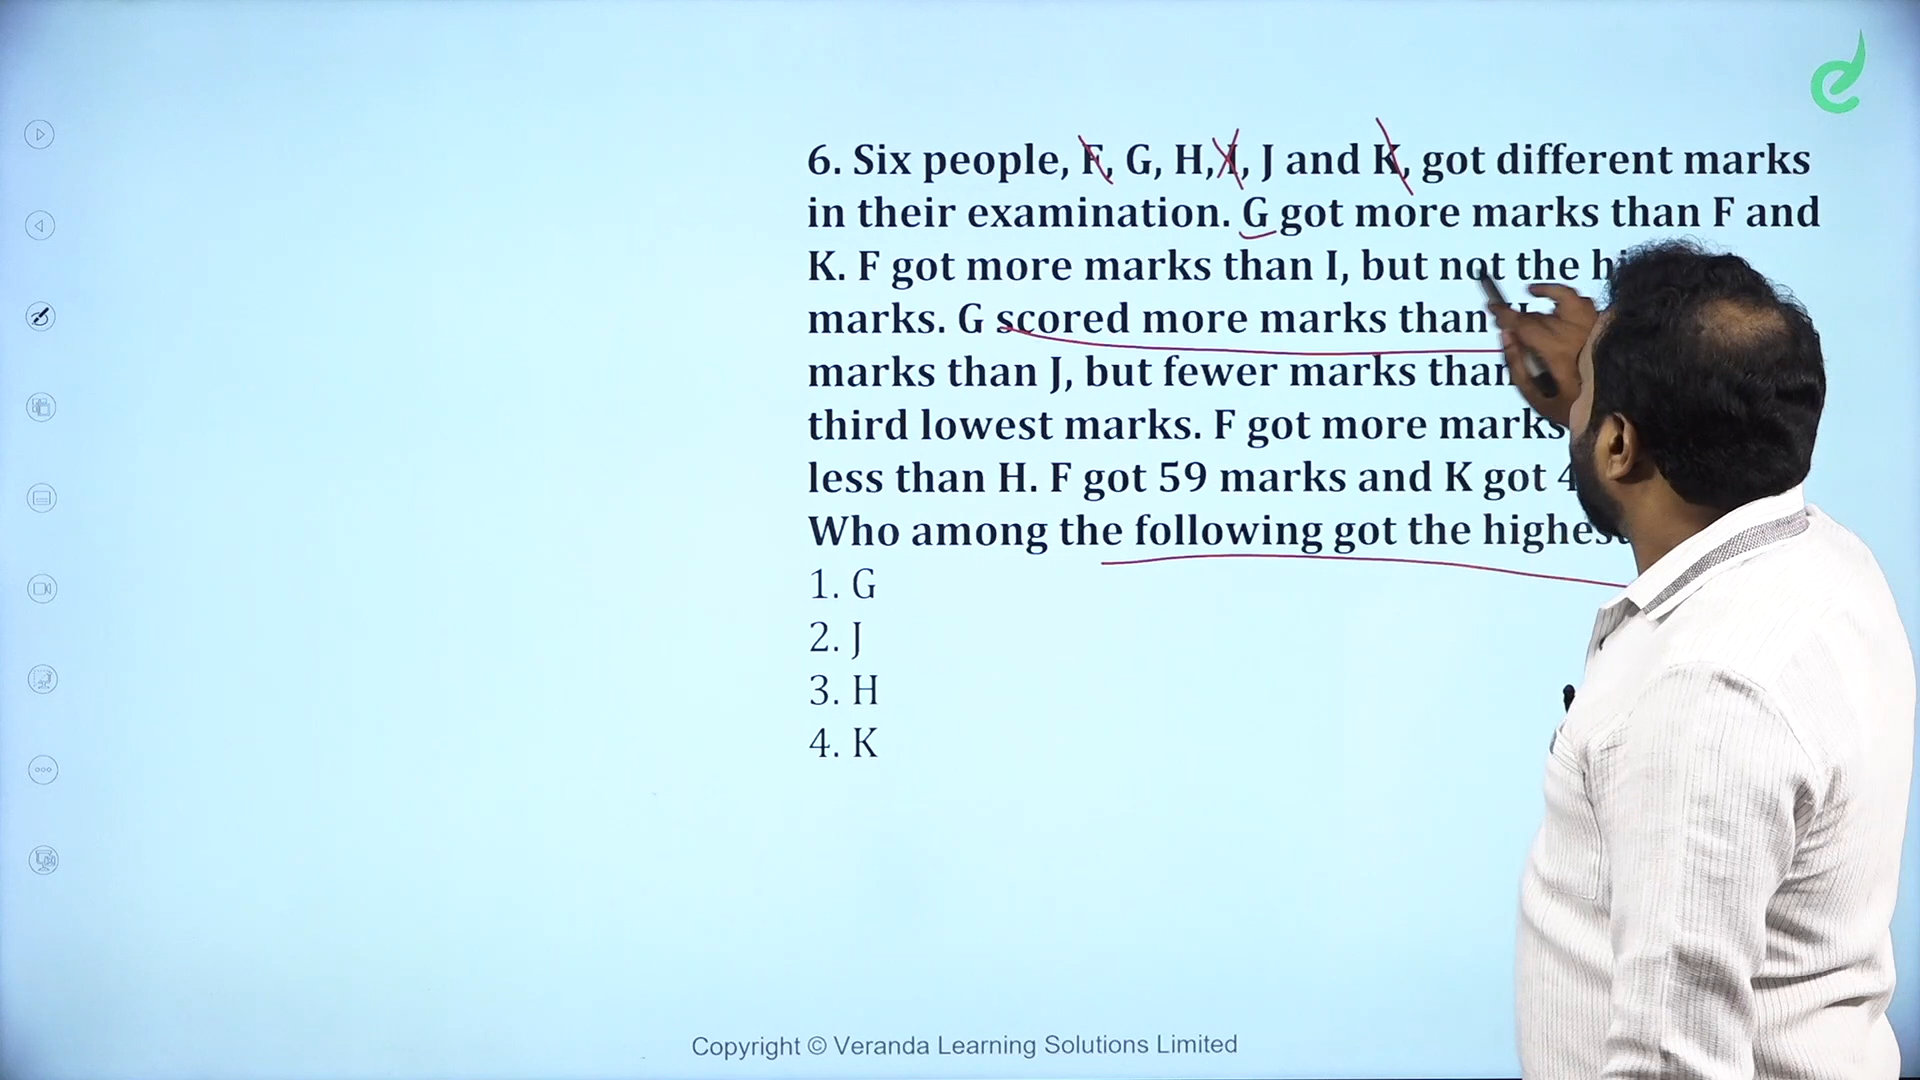 6. Six people, F, G, H, I, J and K, got different marks
in their examination. G got more marks than F and
K. F got more marks than I, but not the
marks. G scored more marks than
marks than J, but fewer marks than
third lowest marks. F got more marks
less than H. F got 59 marks and K got
Who among the following got the
1. G
2. J
3. H
4. K
Copyright © Veranda Learning Solutions Limited